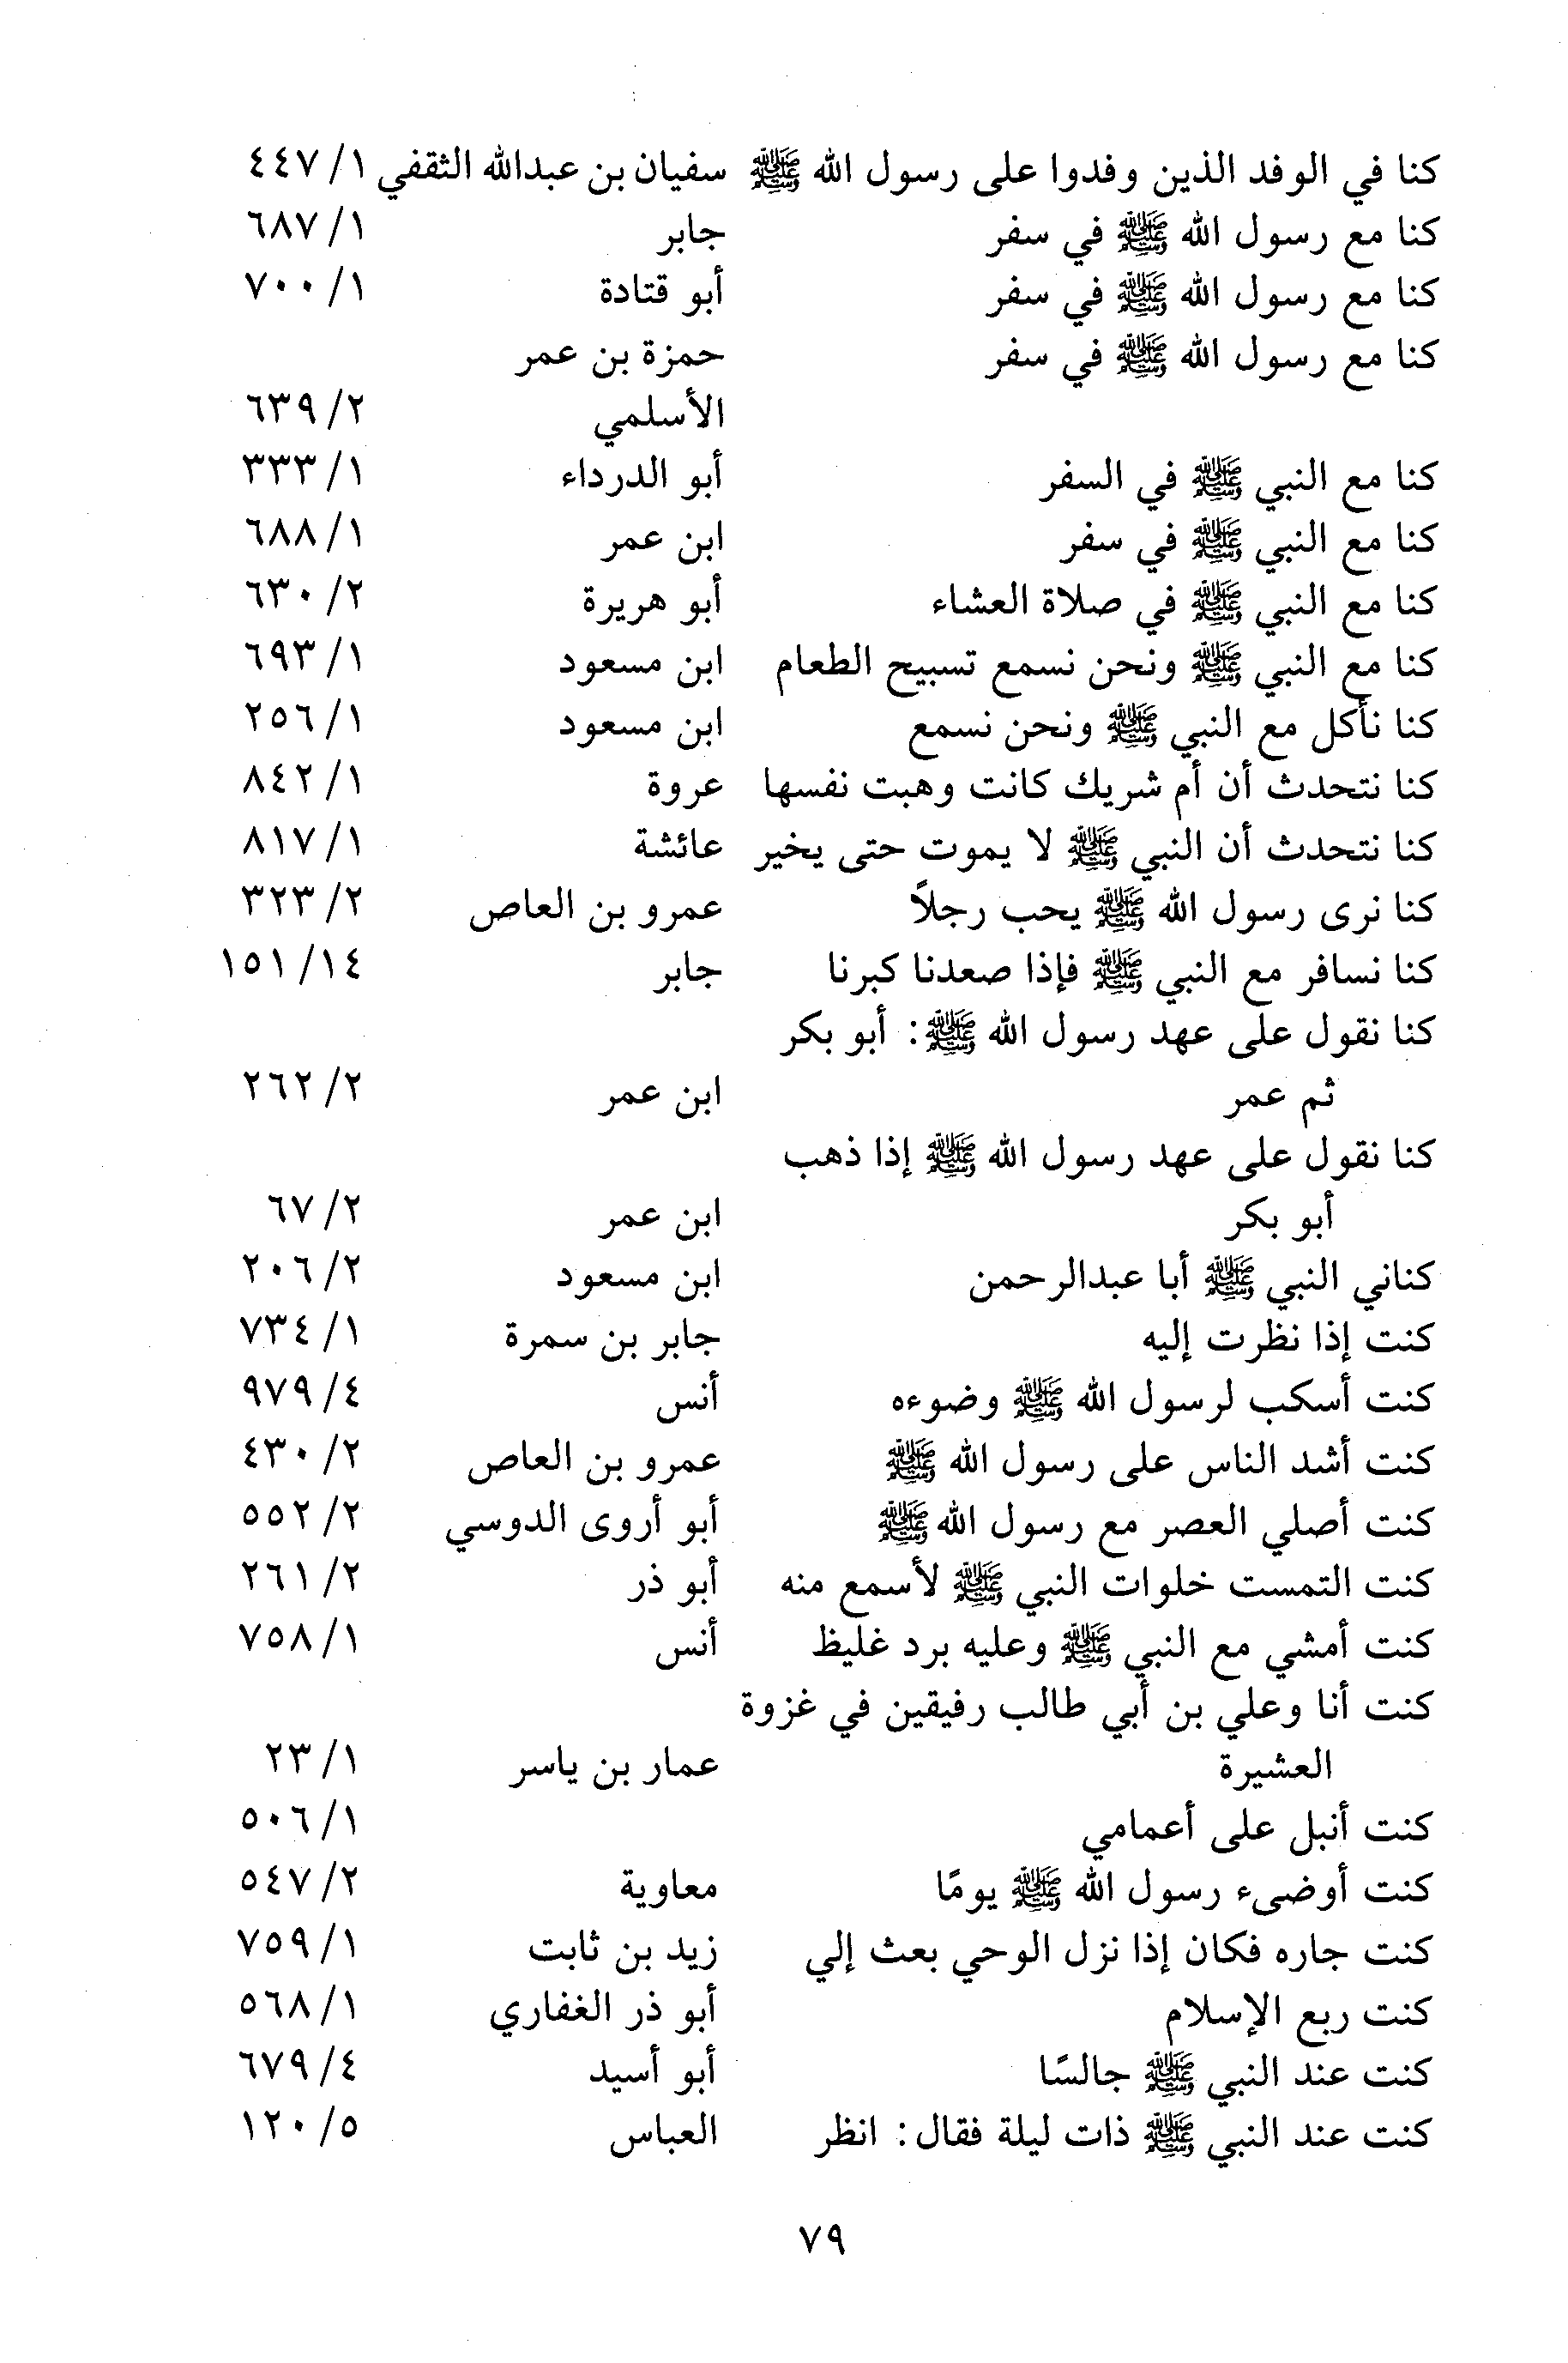 كنا في الوفد الذين وفدوا على رسول الله ﷺ سفيان بن عبدالله الثقفي ١/ ٤٤٧
كنا مع رسول الله ﷺ في سفر جابر ١/ ٦٨٧
كنا مع رسول الله ﷺ في سفر أبو قتادة ١/ ٧٠٠
كنا مع رسول الله ﷺ في سفر حمزة بن عمر
الأسلمي ٢/ ٦٣٩
كنا مع النبي ﷺ في السفر أبو الدرداء ١/ ٣٣٣
كنا مع النبي ﷺ في سفر ابن عمر ١/ ٦٨٨
كنا مع النبي ﷺ في صلاة العشاء أبو هريرة ٢/ ٦٣٠
كنا مع النبي ﷺ ونحن نسمع تسبيح الطعام ابن مسعود ١/ ٦٩٣
كنا نأكل مع النبي ﷺ ونحن نسمع ابن مسعود ١/ ٢٥٦
كنا نتحدث أن أم شريك كانت وهبت نفسها عروة ١/ ٨٤٢
كنا نتحدث أن النبي ﷺ لا يموت حتى يخير عائشة ١/ ٨١٧
كنا نرى رسول الله ﷺ يحب رجلاً عمرو بن العاص ٢/ ٣٢٣
كنا نسافر مع النبي ﷺ فإذا صعدنا كبرنا جابر ١٤/ ١٥١
كنا نقول على عهد رسول الله ﷺ: أبو بكر
ثم عمر ابن عمر ٢/ ٢٦٢
كنا نقول على عهد رسول الله ﷺ إذا ذهب
أبو بكر ابن عمر ٢/ ٦٧
كناني النبي ﷺ أبا عبدالرحمن ابن مسعود ٢/ ٢٠٦
كنت إذا نظرت إليه جابر بن سمرة ١/ ٧٣٤
كنت أسكب لرسول الله ﷺ وضوءه أنس ٤/ ٩٧٩
كنت أشد الناس على رسول الله ﷺ عمرو بن العاص ٢/ ٤٣٠
كنت أصلي العصر مع رسول الله ﷺ أبو أروى الدوسي ٢/ ٥٥٢
كنت التمست خلوات النبي ﷺ لأسمع منه أبو ذر ٢/ ٢٦١
كنت أمشي مع النبي ﷺ وعليه برد غليظ أنس ١/ ٧٥٨
كنت أنا وعلي بن أبي طالب رفيقين في غزوة
العشيرة عمار بن ياسر ١/ ٢٣
كنت أنبل على أعمامي ١/ ٥٠٦
كنت أوضىء رسول الله ﷺ يومًا معاوية ٢/ ٥٤٧
كنت جاره فكان إذا نزل الوحي بعث إلي زيد بن ثابت ١/ ٧٥٩
كنت ربع الإسلام أبو ذر الغفاري ١/ ٥٦٨
كنت عند النبي ﷺ جالسًا أبو أسيد ٤/ ٦٧٩
كنت عند النبي ﷺ ذات ليلة فقال: انظر العباس ٥/ ١٢٠
٧٩